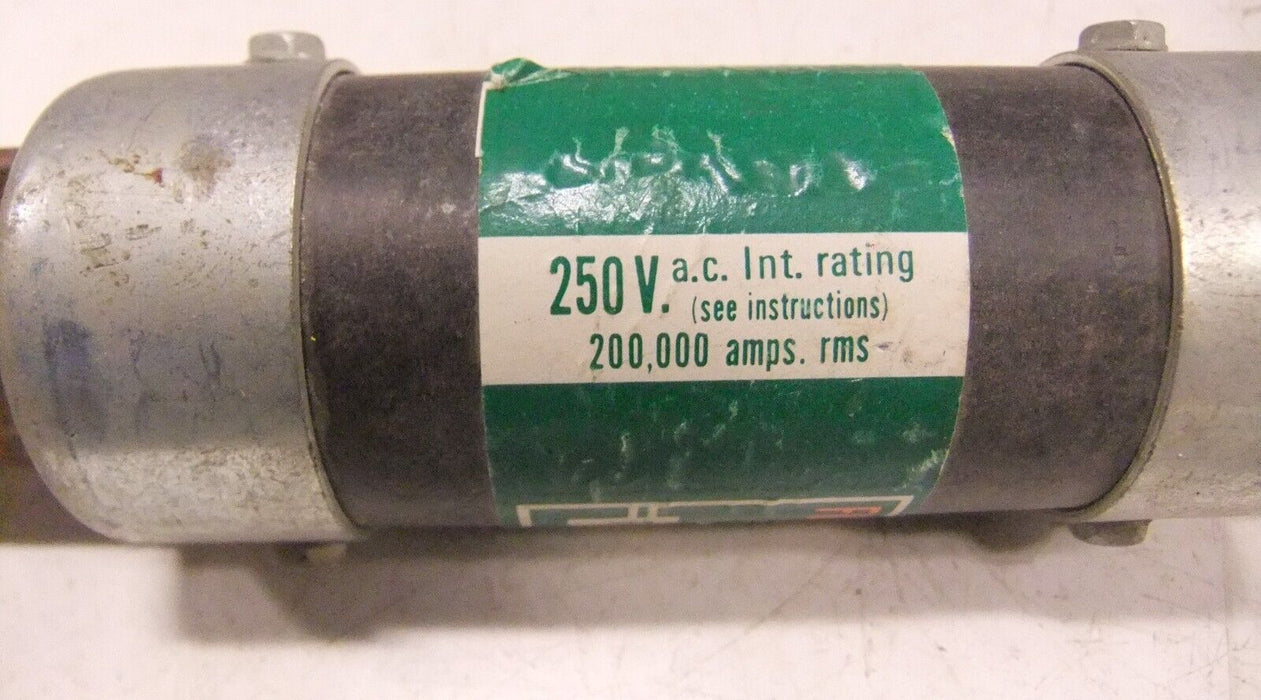 250 V. a.c. Int. rating
(see instructions)
200,000 amps. rms